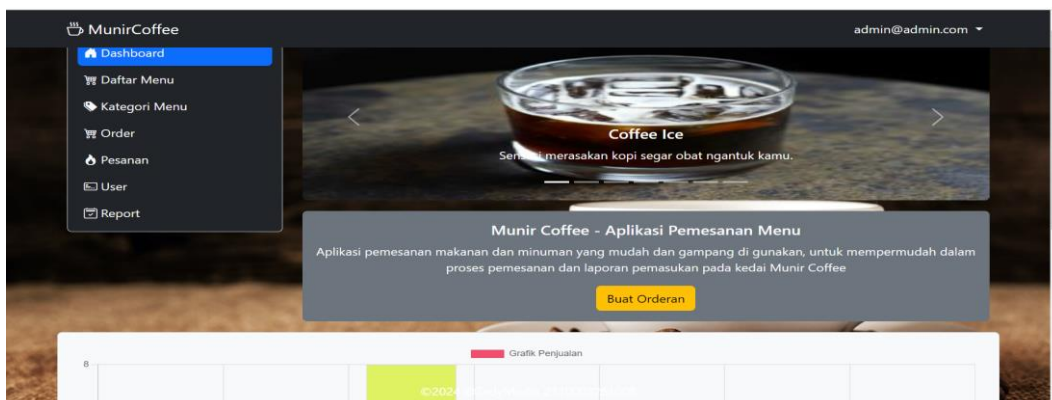 MunirCoffee
admin@admin.com
Dashboard
Daftar Menu
Kategori Menu
Order
Pesanan
User
Report
Coffee Ice
merasakan kopi segar obat ngantuk kamu.
Munir Coffee - Aplikasi Pemesanan Menu
Aplikasi pemesanan makanan dan minuman yang mudah dan gampang di gunakan, untuk mempermudah dalam
proses pemesanan dan laporan pemasukan pada kedai Munir Coffee
Buat Orderan
Grafik Penjualan
8